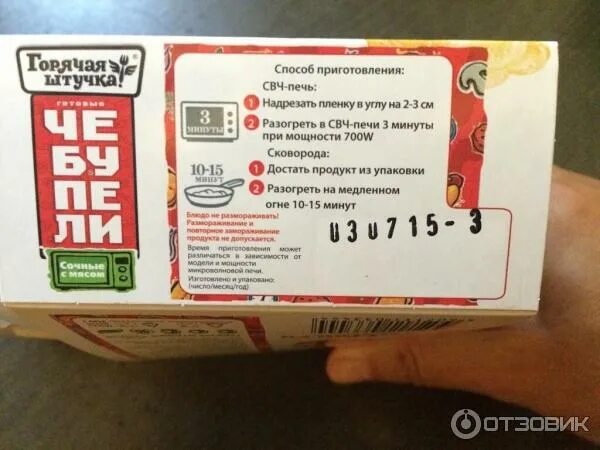 Горячая
штучка!
®
готовые
ЧЕ
БУ
ПЕ
ЛИ
Сочные
с мясом
Способ приготовления:
СВЧ-печь:
3
МИНУТЫ
1 Надрезать пленку в углу на 2-3 см
2 Разогреть в СВЧ-печи 3 минуты
при мощности 700W
Сковорода:
10-15
МИНУТ
1 Достать продукт из упаковки
2 Разогреть на медленном
огне 10-15 минут
Блюдо не размораживать!
Размораживание и
повторное замораживание
продукта не допускается.
Время приготовления может
различаться в зависимости от
модели и мощности
микроволновой печи.
Изготовлено и упаковано:
(число/месяц/год)
030715-3
ОТЗОВИК